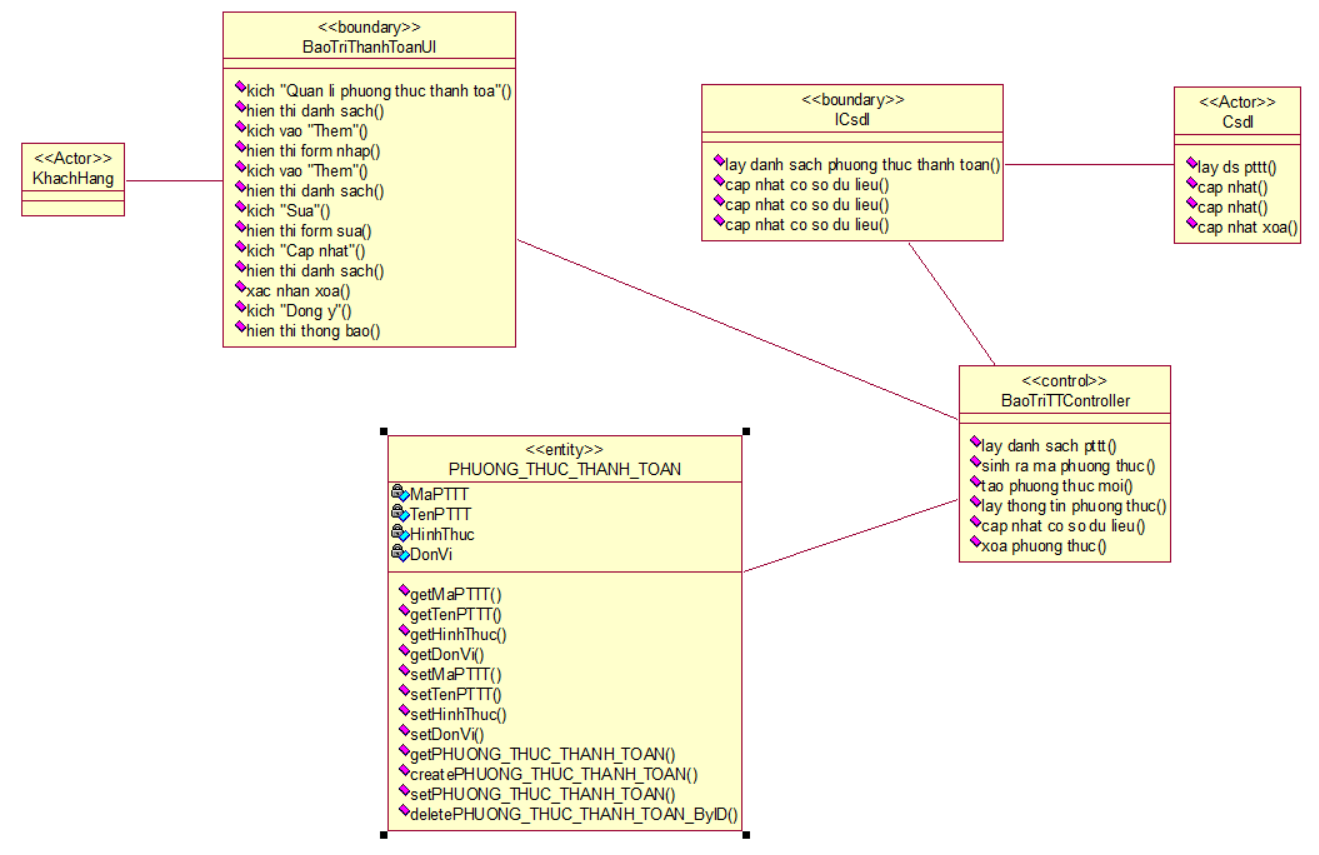 <<Actor>>
KhachHang
<<boundary>>
BaoTriThanhToanUI
kich "Quan li phuong thuc thanh toa"()
hien thi danh sach()
kich vao "Them"()
hien thi form nhap()
kich vao "Them"()
hien thi danh sach()
kich "Sua"()
hien thi form sua()
kich "Cap nhat"()
hien thi danh sach()
xac nhan xoa()
kich "Dong y"()
hien thi thong bao()
<<boundary>>
ICsdl
lay danh sach phuong thuc thanh toan()
cap nhat co so du lieu()
cap nhat co so du lieu()
cap nhat co so du lieu()
<<Actor>>
Csdl
lay ds pttt()
cap nhat()
cap nhat()
cap nhat xoa()
<<control>>
BaoTriTTController
lay danh sach pttt()
sinh ra ma phuong thuc()
tao phuong thuc moi()
lay thong tin phuong thuc()
cap nhat co so du lieu()
xoa phuong thuc()
<<entity>>
PHUONG_THUC_THANH_TOAN
MaPTTT
TenPTTT
HinhThuc
DonVi
getMaPTTT()
getTenPTTT()
getHinhThuc()
getDonVi()
setMaPTTT()
setTenPTTT()
setHinhThuc()
setDonVi()
getPHUONG_THUC_THANH_TOAN()
createPHUONG_THUC_THANH_TOAN()
setPHUONG_THUC_THANH_TOAN()
deletePHUONG_THUC_THANH_TOAN_ByID()